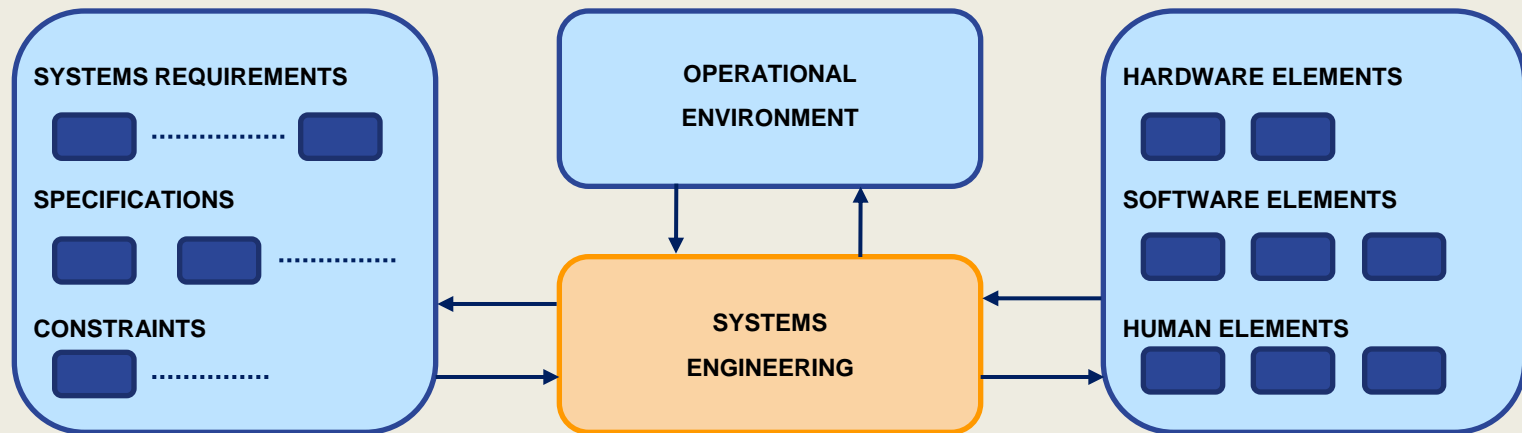 SYSTEMS REQUIREMENTS
SPECIFICATIONS
CONSTRAINTS
OPERATIONAL
ENVIRONMENT
SYSTEMS
ENGINEERING
HARDWARE ELEMENTS
SOFTWARE ELEMENTS
HUMAN ELEMENTS